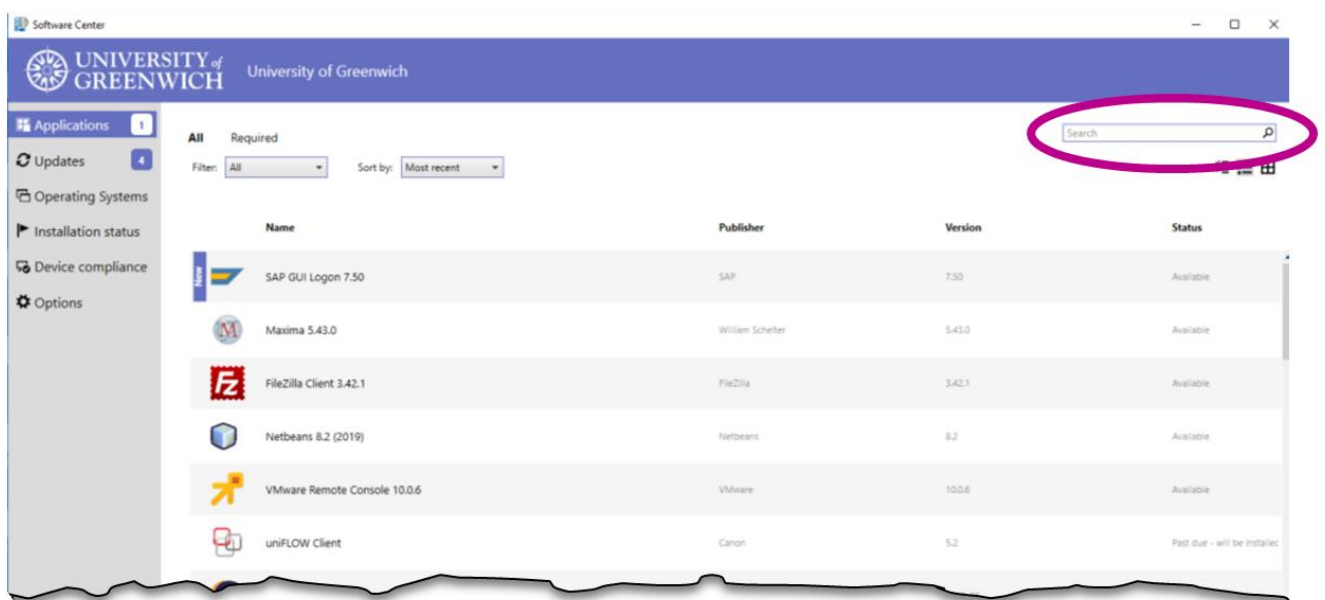 Software Center
UNIVERSITY of
GREENWICH
University of Greenwich
Applications 1
Updates 4
Operating Systems
Installation status
Device compliance
Options
All Required
Search
Filter: All Sort by: Most recent
Name Publisher Version Status
New
SAP GUI Logon 7.50 SAP 7.50 Available
Maxima 5.43.0 William Schelter 5.43.0 Available
FileZilla Client 3.42.1 FileZilla 3.42.1 Available
Netbeans 8.2 (2019) Netbeans 8.2 Available
VMware Remote Console 10.0.6 VMware 10.0.6 Available
uniFLOW Client Canon 5.2 Past due - will be installed